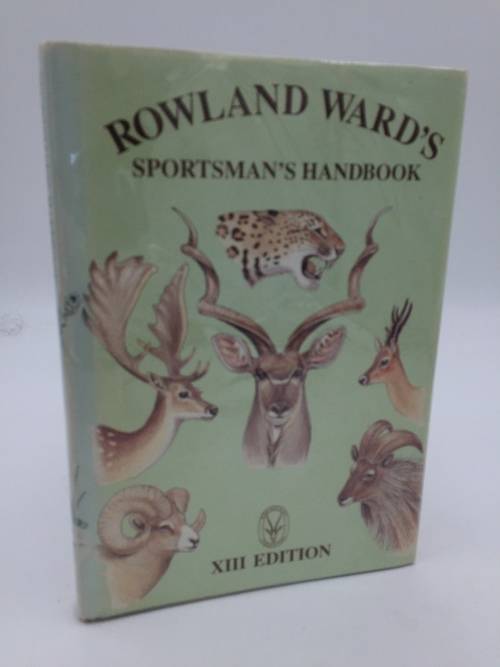 ROWLAND WARD'S
SPORTSMAN'S HANDBOOK
XIII EDITION